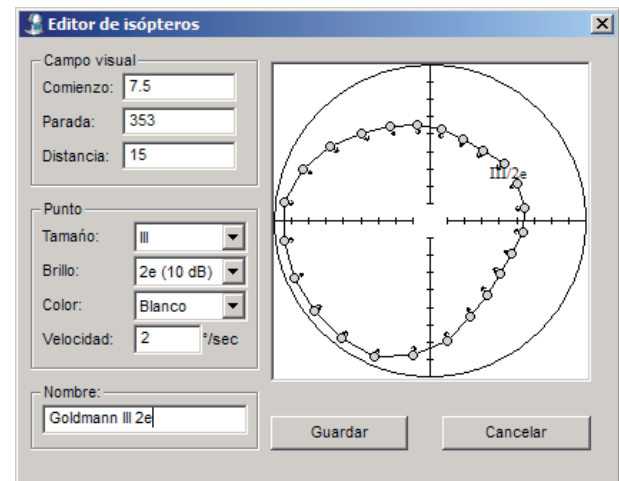 Editor de isópteros
Campo visual
Comienzo: 7.5
Parada: 353
Distancia: 15
Punto
Tamaño: III
Brillo: 2e (10 dB)
Color: Blanco
Velocidad: 2 °/sec
Nombre:
Goldmann III 2e
III/2e
Guardar
Cancelar